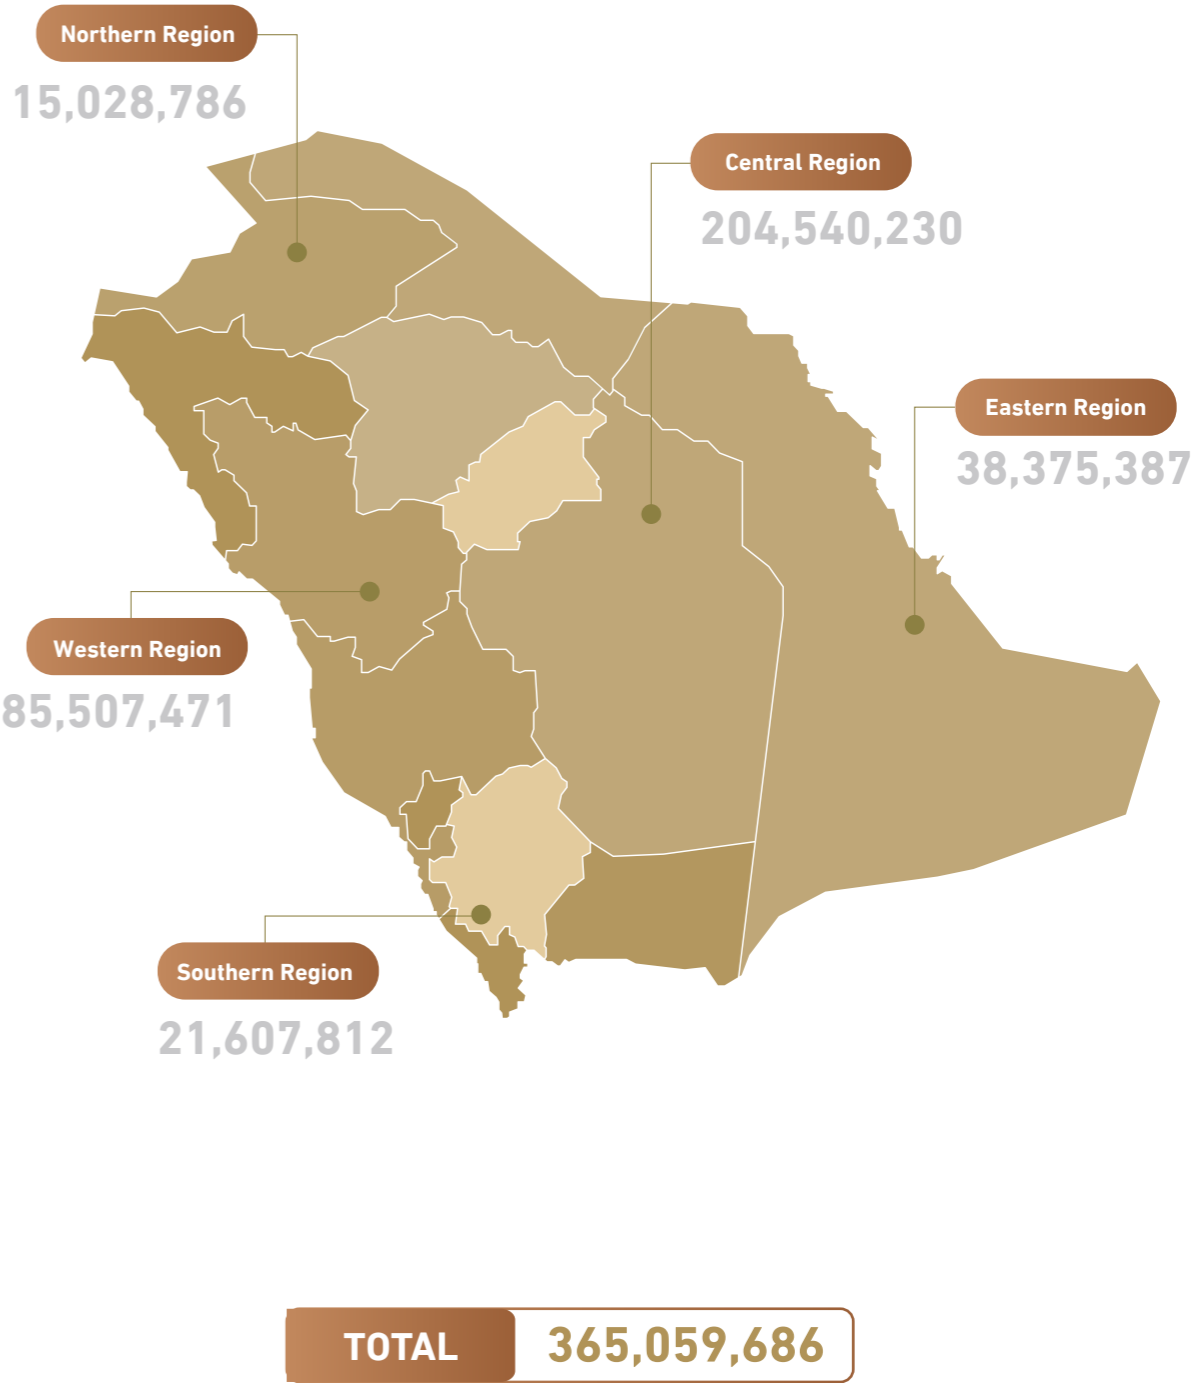 Northern Region
15,028,786
Central Region
204,540,230
Eastern Region
38,375,387
Western Region
85,507,471
Southern Region
21,607,812
TOTAL 365,059,686